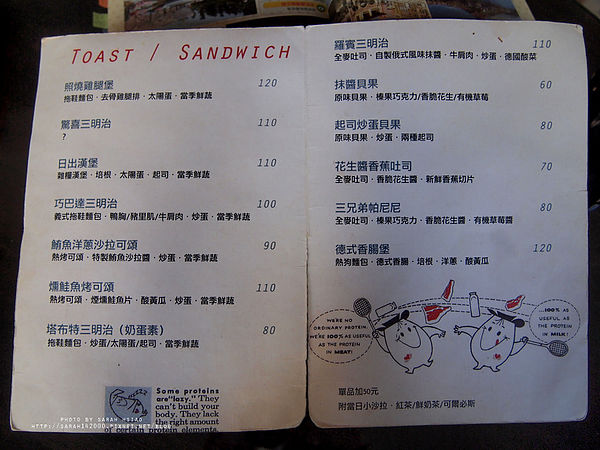 TOAST / SANDWICH
照燒雞腿堡 120
拖鞋麵包‧去骨雞腿排‧太陽蛋‧當季鮮蔬
驚喜三明治 110
?
日出漢堡 110
雜糧漢堡‧培根‧太陽蛋‧起司‧當季鮮蔬
巧巴達三明治 100
義式拖鞋麵包‧鴨胸/豬里肌/牛肩肉‧炒蛋‧當季鮮蔬
鮪魚洋蔥沙拉可頌 90
熱烤可頌‧特製鮪魚沙拉醬‧炒蛋‧當季鮮蔬
燻鮭魚烤可頌 110
熱烤可頌‧煙燻鮭魚片‧酸黃瓜‧炒蛋‧當季鮮蔬
塔布特三明治（奶蛋素） 80
拖鞋麵包‧炒蛋/太陽蛋/起司‧當季鮮蔬
Some proteins
are "lazy." They
can't build your
body. They lack
the right amount
of certain protein elements.
羅賓三明治 110
全麥吐司‧自製俄式風味抹醬‧牛肩肉‧炒蛋‧德國酸菜
抹醬貝果 60
原味貝果‧榛果巧克力/香脆花生/有機草莓
起司炒蛋貝果 80
原味貝果‧炒蛋‧兩種起司
花生醬香蕉吐司 70
全麥吐司‧香脆花生醬‧新鮮香蕉切片
三兄弟帕尼尼 80
全麥吐司‧榛果巧克力‧香脆花生醬‧有機草莓醬
德式香腸堡 120
熱狗麵包‧德式香腸‧培根‧洋蔥‧酸黃瓜
WE'RE NO
ORDINARY PROTEIN.
WE'RE 100% AS USEFUL
AS THE PROTEIN
IN MEAT!
...100% AS
USEFUL AS
THE PROTEIN
IN MILK!
單品加50元
附當日小沙拉‧紅茶/鮮奶茶/可爾必斯
PHOTO BY SARAH HSIAO